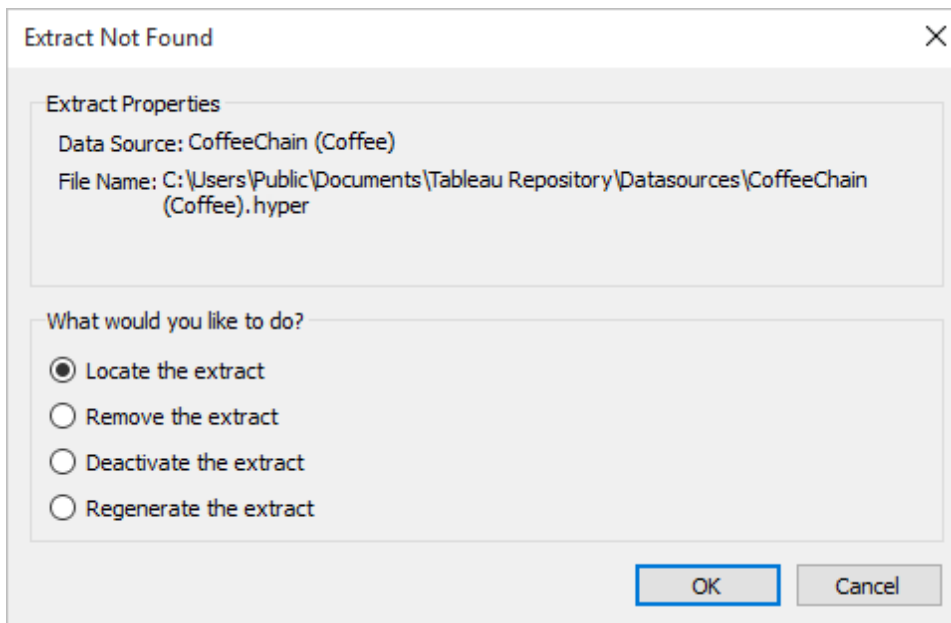 Extract Not Found
Extract Properties
Data Source: CoffeeChain (Coffee)
File Name: C:\Users\Public\Documents\Tableau Repository\Datasources\CoffeeChain
(Coffee).hyper
What would you like to do?
Locate the extract
Remove the extract
Deactivate the extract
Regenerate the extract
OK
Cancel